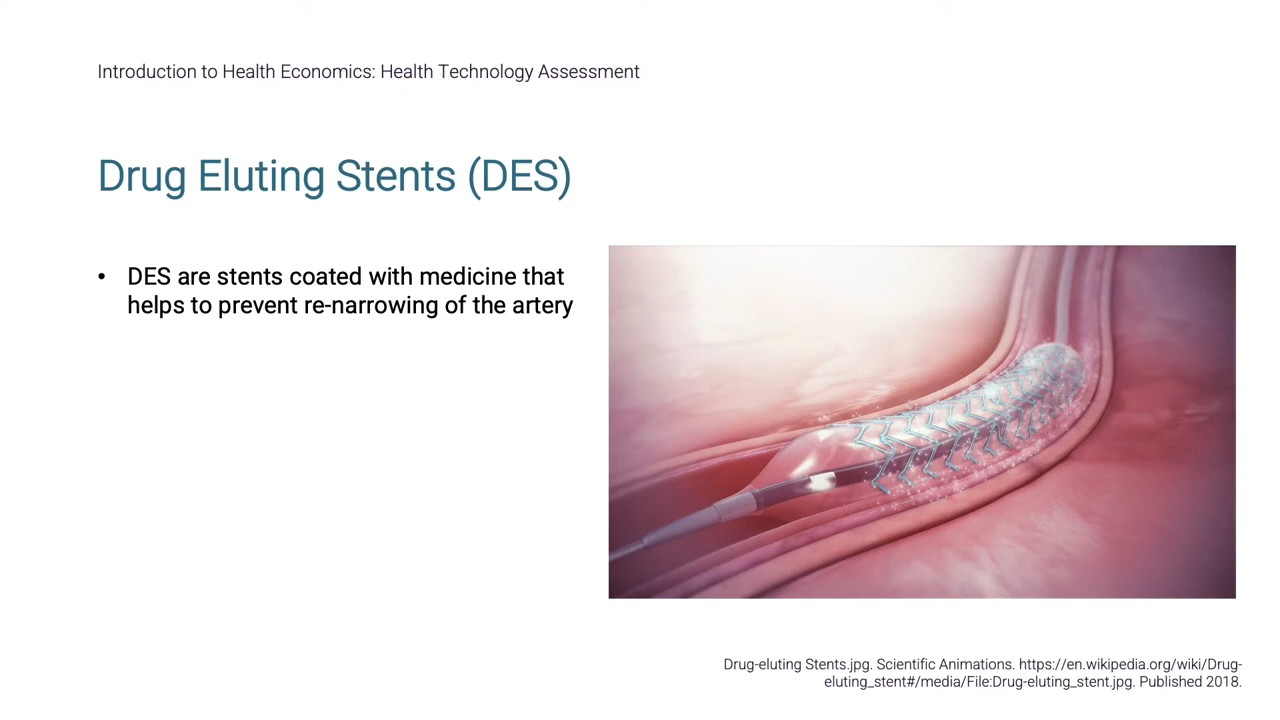 Introduction to Health Economics: Health Technology Assessment
Drug Eluting Stents (DES)
• DES are stents coated with medicine that
helps to prevent re-narrowing of the artery
Drug-eluting Stents.jpg. Scientific Animations. https://en.wikipedia.org/wiki/Drug-
eluting_stent#/media/File:Drug-eluting_stent.jpg. Published 2018.